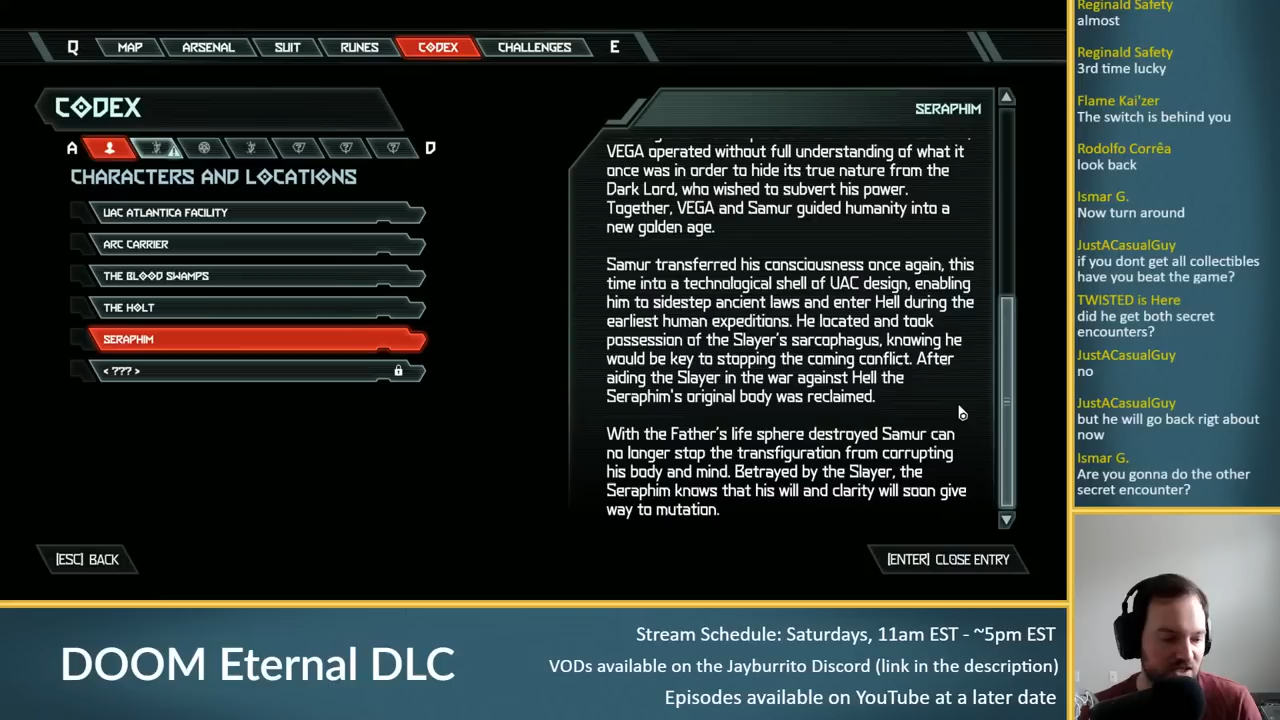 Q MAP ARSENAL SUIT RUNES CODEX CHALLENGES E
CODEX
A D
CHARACTERS AND LOCATIONS
UAC ATLANTICA FACILITY
ARC CARRIER
THE BLOOD SWAMPS
THE HOLT
SERAPHIM
< ??? >
SERAPHIM
VEGA operated without full understanding of what it
once was in order to hide its true nature from the
Dark Lord, who wished to subvert his power.
Together, VEGA and Samur guided humanity into a
new golden age.
Samur transferred his consciousness once again, this
time into a technological shell of UAC design, enabling
him to sidestep ancient laws and enter Hell during the
earliest human expeditions. He located and took
possession of the Slayer's sarcophagus, knowing he
would be key to stopping the coming conflict. After
aiding the Slayer in the war against Hell the
Seraphim's original body was reclaimed.
With the Father's life sphere destroyed Samur can
no longer stop the transfiguration from corrupting
his body and mind. Betrayed by the Slayer, the
Seraphim knows that his will and clarity will soon give
way to mutation.
[ESC] BACK
[ENTER] CLOSE ENTRY
Reginald Safety
almost
Reginald Safety
3rd time lucky
Flame Kai'zer
The switch is behind you
Rodolfo Corrêa
look back
Ismar G.
Now turn around
JustACasualGuy
if you dont get all collectibles
have you beat the game?
TWISTED is Here
did he get both secret
encounters?
JustACasualGuy
no
JustACasualGuy
but he will go back rigt about
now
Ismar G.
Are you gonna do the other
secret encounter?
DOOM Eternal DLC
Stream Schedule: Saturdays, 11am EST - ~5pm EST
VODs available on the Jayburrito Discord (link in the description)
Episodes available on YouTube at a later date